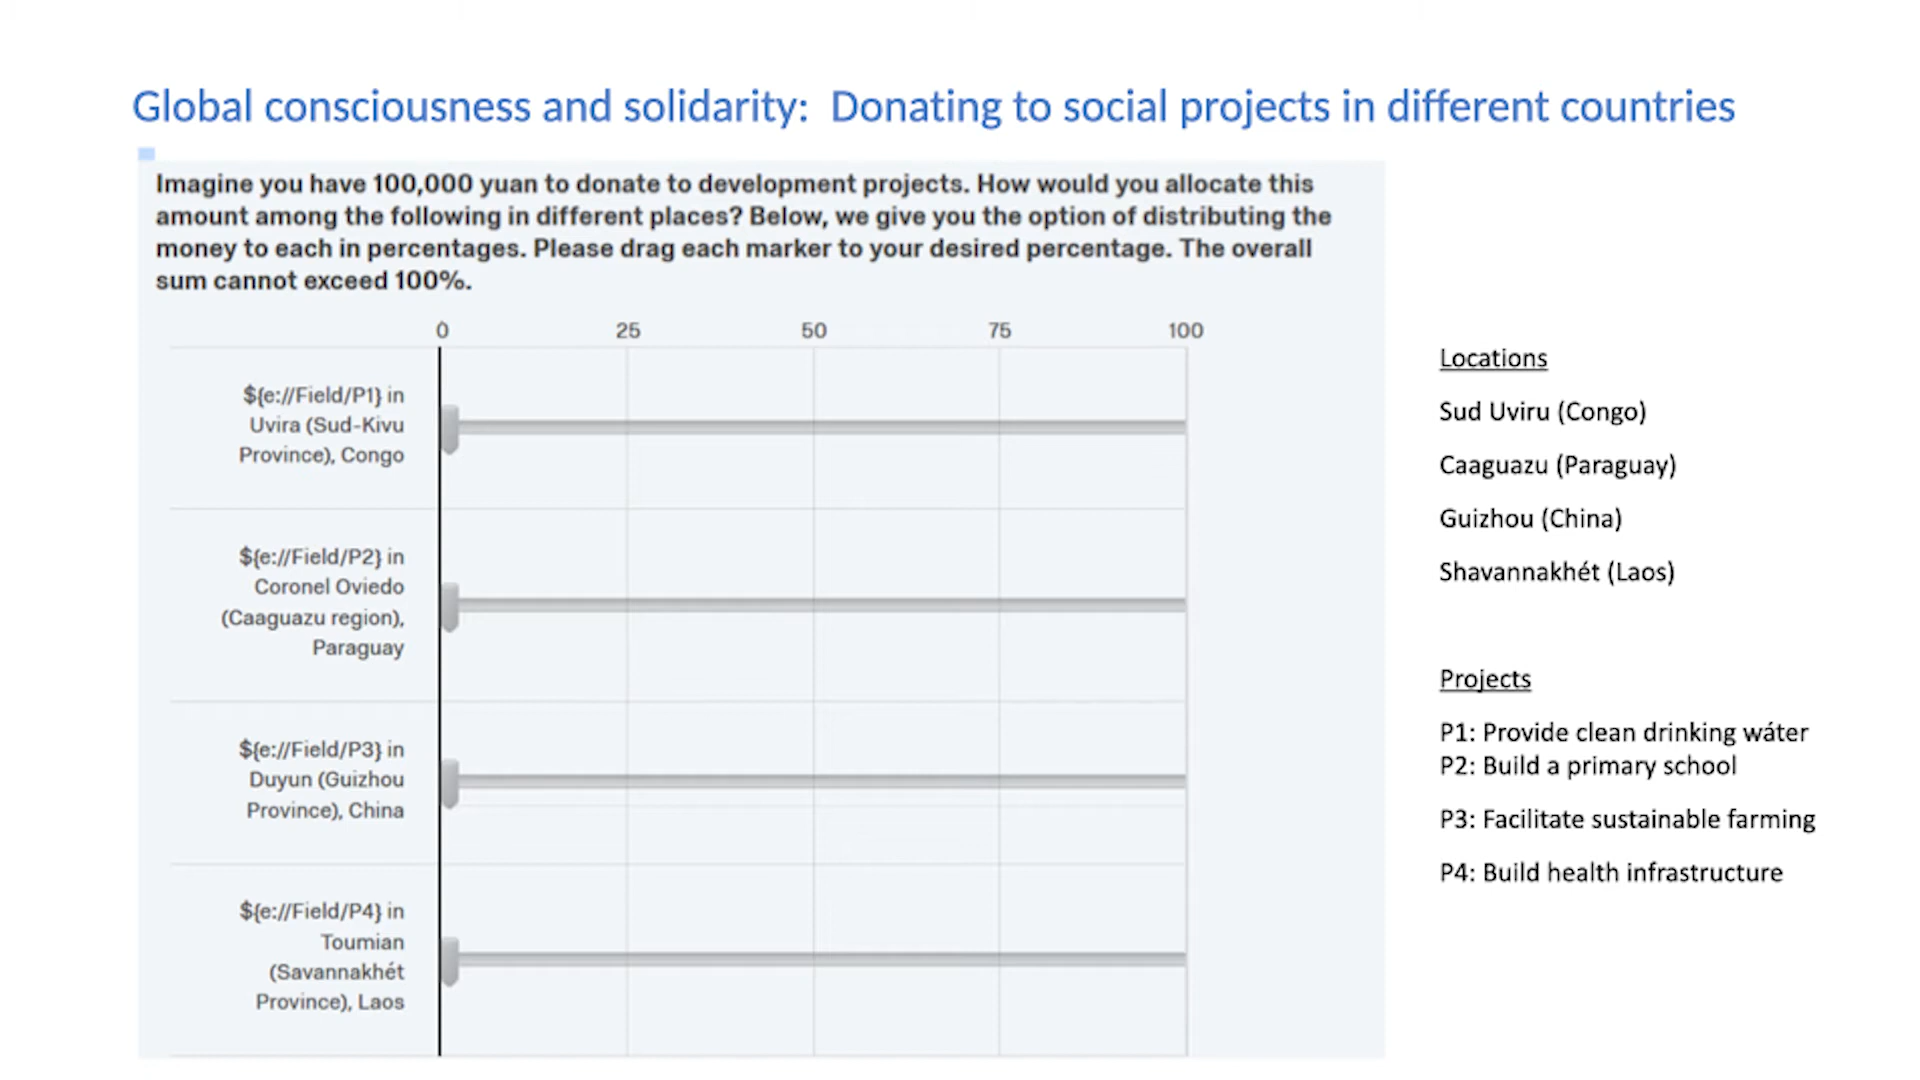 Global consciousness and solidarity: Donating to social projects in different countries
Imagine you have 100,000 yuan to donate to development projects. How would you allocate this
amount among the following in different places? Below, we give you the option of distributing the
money to each in percentages. Please drag each marker to your desired percentage. The overall
sum cannot exceed 100%.
0 25 50 75 100
${e://Field/P1} in
Uvira (Sud-Kivu
Province), Congo
${e://Field/P2} in
Coronel Oviedo
(Caaguazu region),
Paraguay
${e://Field/P3} in
Duyun (Guizhou
Province), China
${e://Field/P4} in
Toumian
(Savannakhét
Province), Laos
Locations
Sud Uviru (Congo)
Caaguazu (Paraguay)
Guizhou (China)
Shavannakhét (Laos)
Projects
P1: Provide clean drinking wáter
P2: Build a primary school
P3: Facilitate sustainable farming
P4: Build health infrastructure